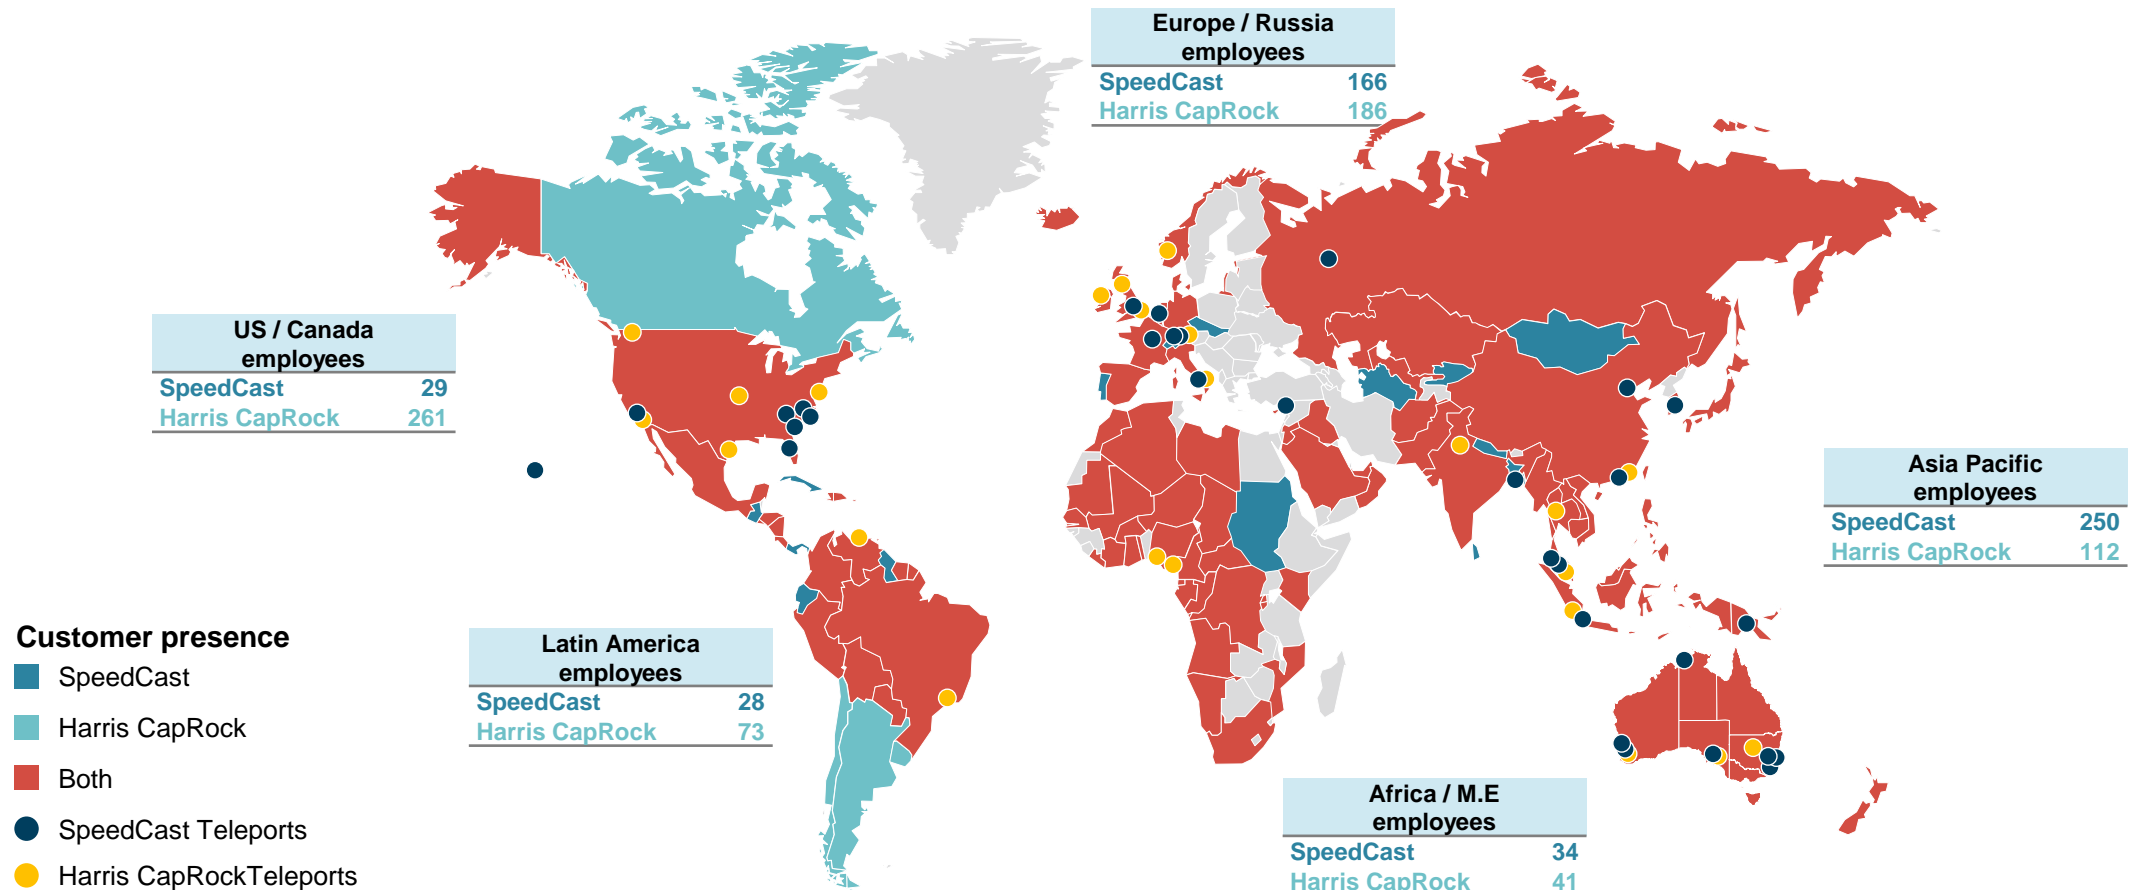 Europe / Russia
employees
SpeedCast 166
Harris CapRock 186
US / Canada
employees
SpeedCast 29
Harris CapRock 261
Asia Pacific
employees
SpeedCast 250
Harris CapRock 112
Latin America
employees
SpeedCast 28
Harris CapRock 73
Africa / M.E
employees
SpeedCast 34
Harris CapRock 41
Customer presence
SpeedCast
Harris CapRock
Both
SpeedCast Teleports
Harris CapRockTeleports